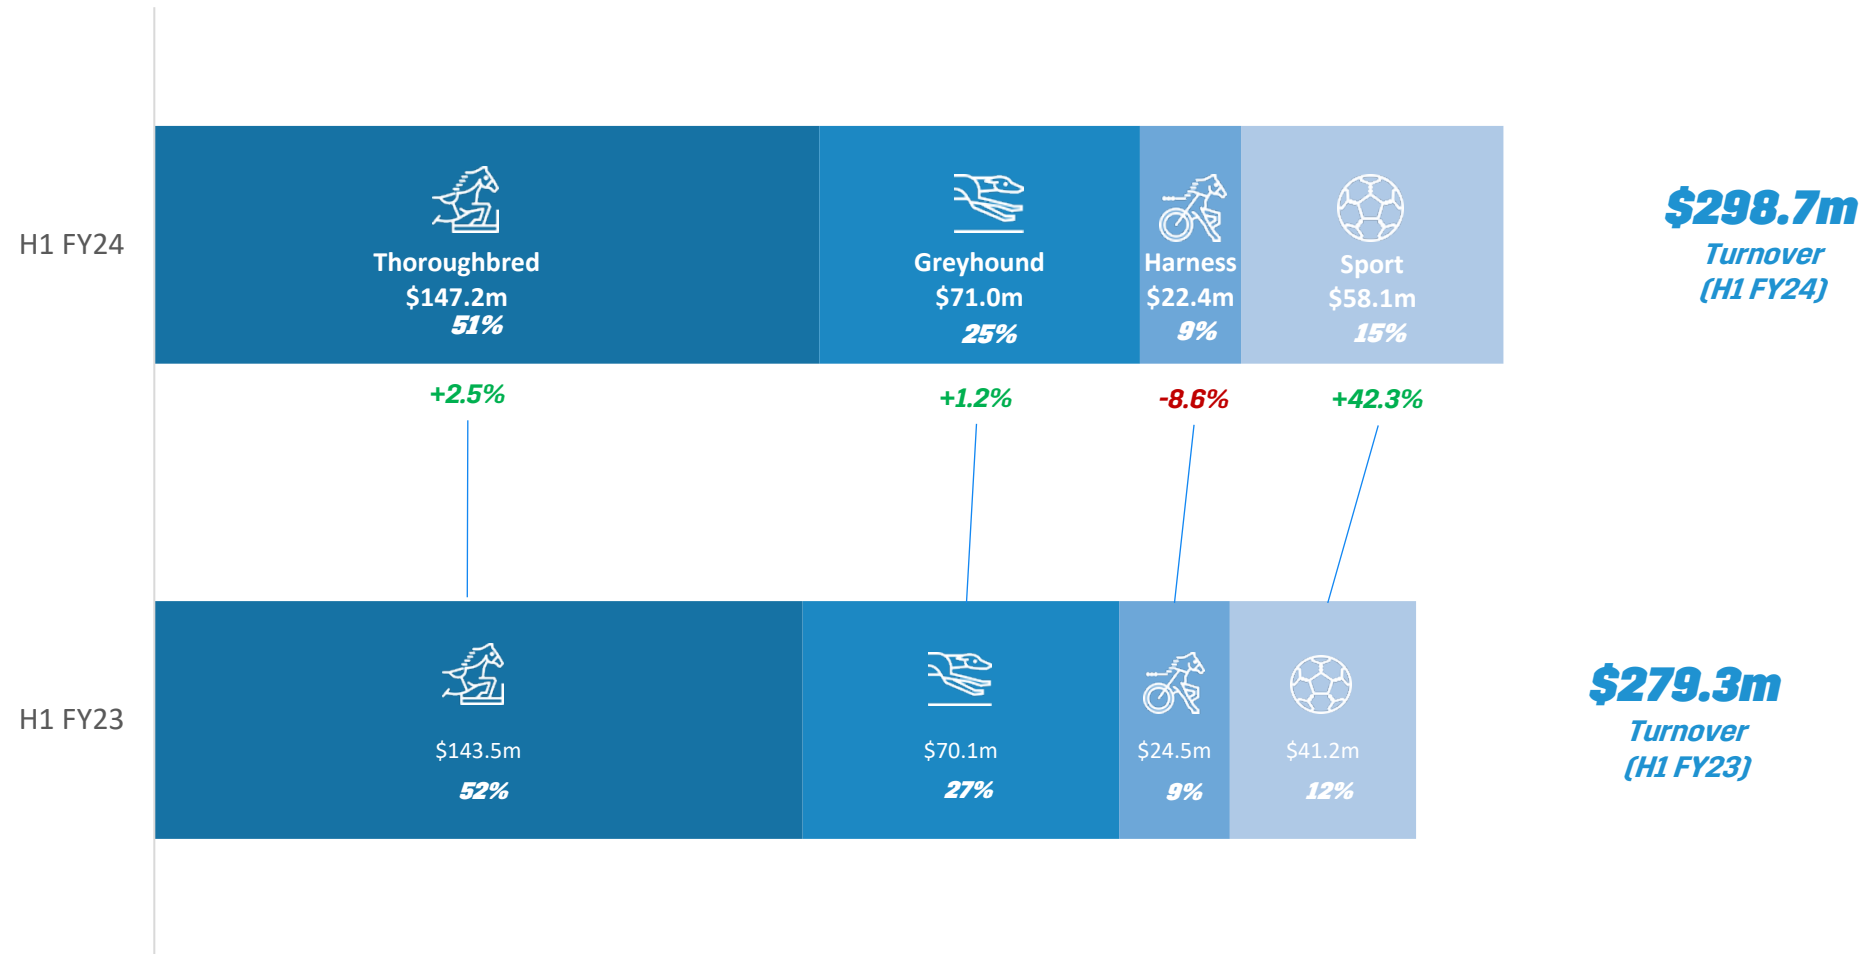 H1 FY24
Thoroughbred
$147.2m
51%
Greyhound
$71.0m
25%
Harness
$22.4m
9%
Sport
$58.1m
15%
$298.7m
Turnover
(H1 FY24)
+2.5%
+1.2%
-8.6%
+42.3%
H1 FY23
$143.5m
52%
$70.1m
27%
$24.5m
9%
$41.2m
12%
$279.3m
Turnover
(H1 FY23)